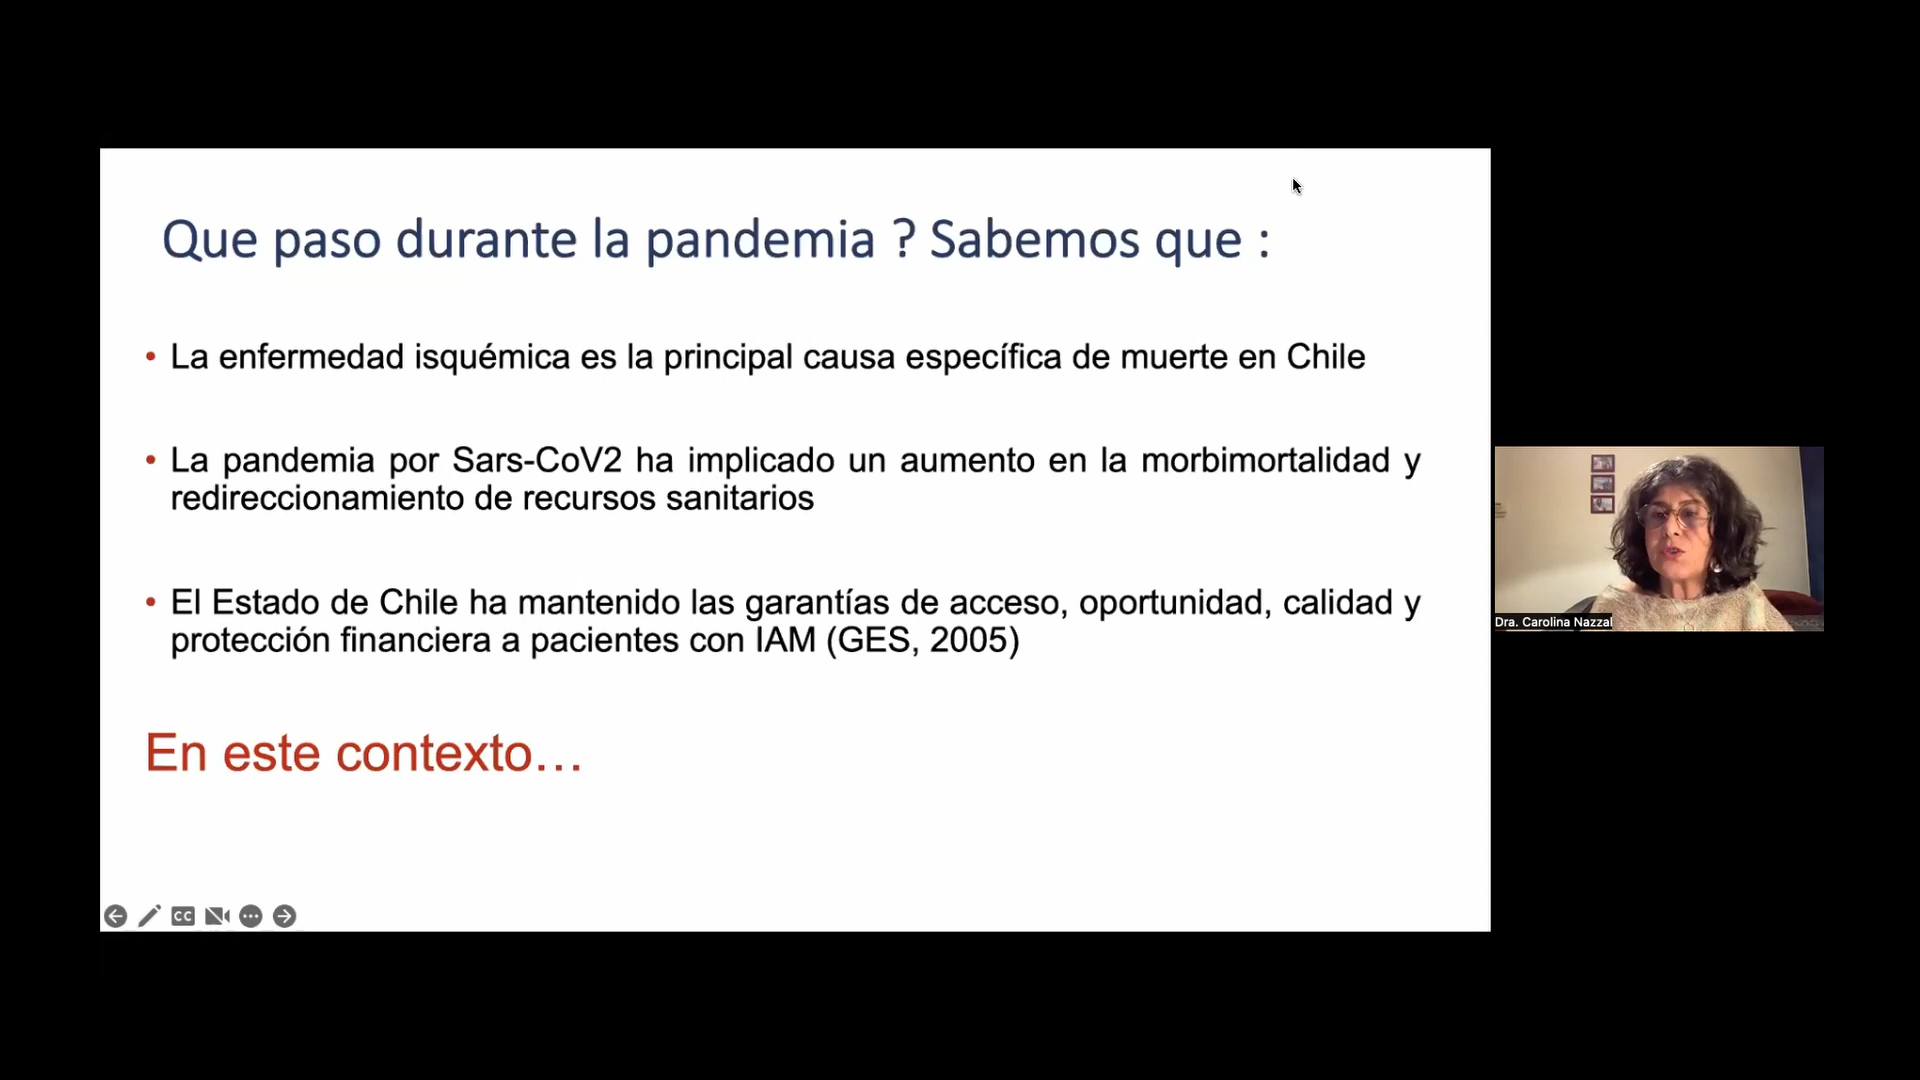 Que paso durante la pandemia ? Sabemos que :
• La enfermedad isquémica es la principal causa específica de muerte en Chile
• La pandemia por Sars-CoV2 ha implicado un aumento en la morbimortalidad y
redireccionamiento de recursos sanitarios
• El Estado de Chile ha mantenido las garantías de acceso, oportunidad, calidad y
protección financiera a pacientes con IAM (GES, 2005)
En este contexto…
CC
Dra. Carolina Nazzal